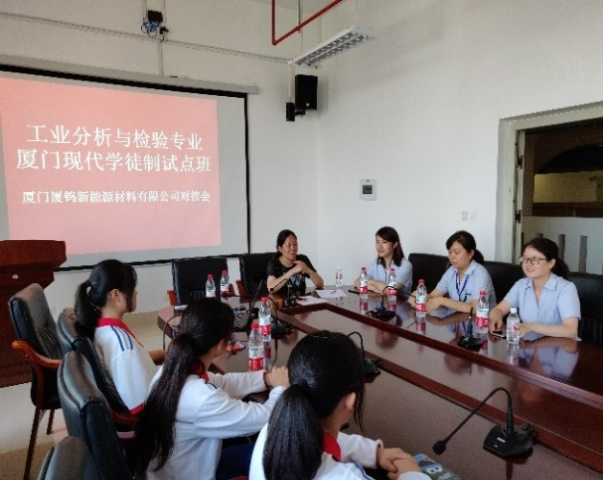 工业分析与检验专业
厦门现代学徒制试点班
厦门厦钨新能源材料有限公司对接会